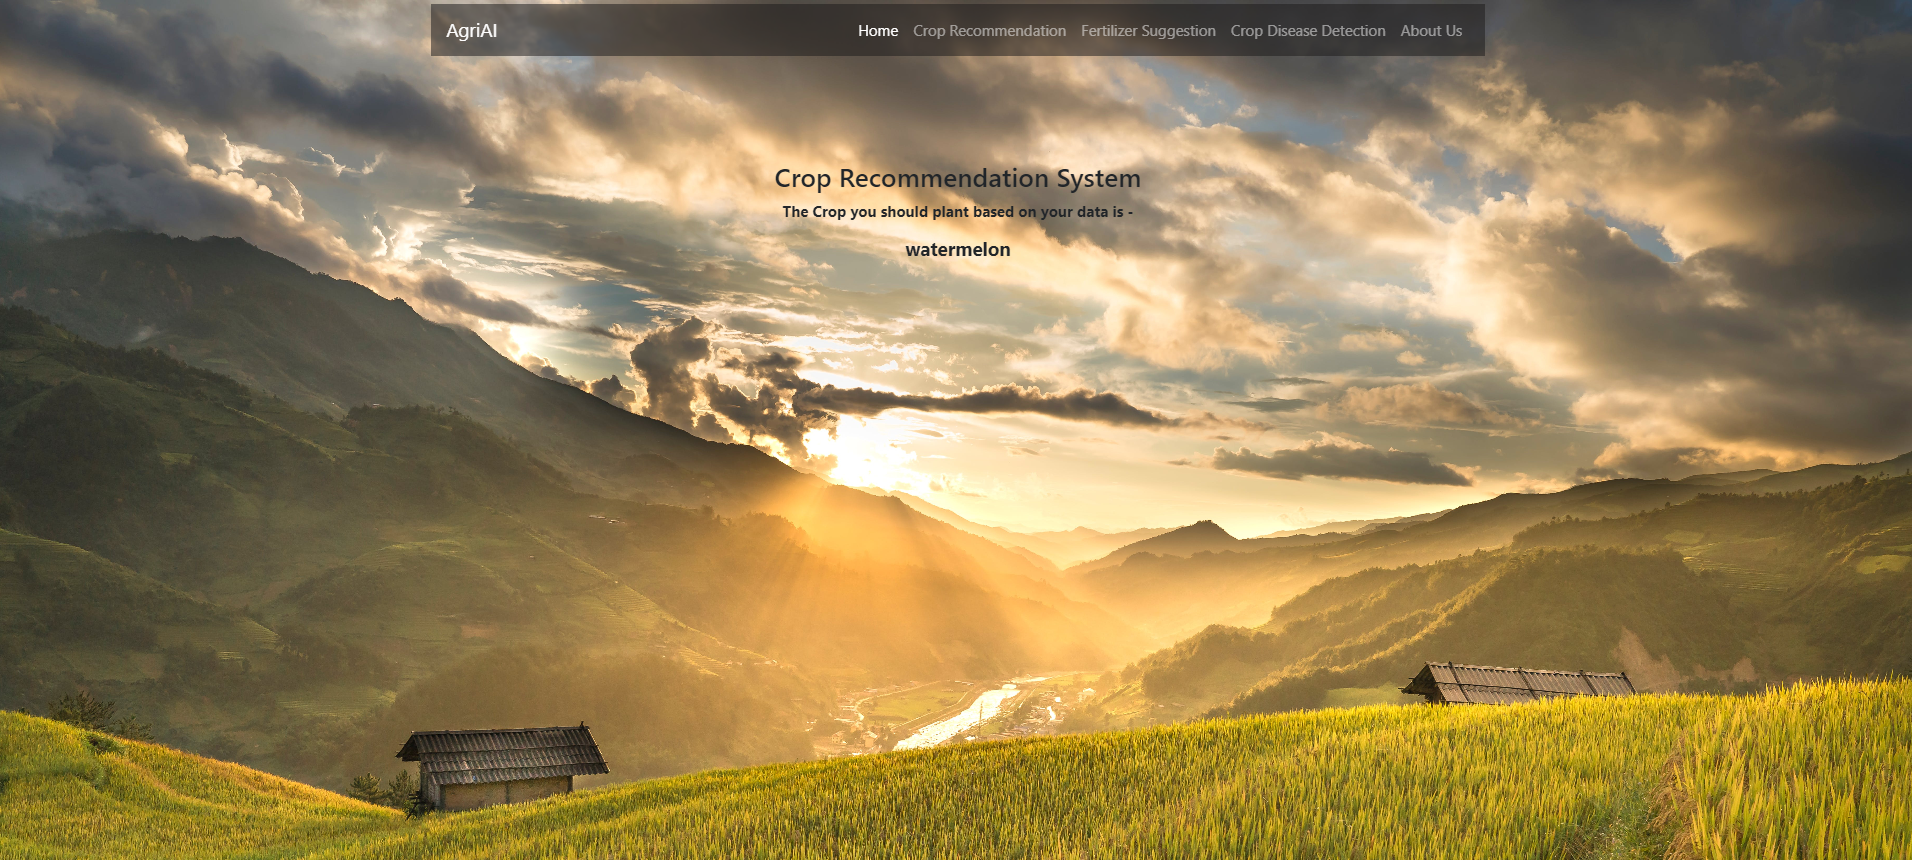 AgriAI Home Crop Recommendation Fertilizer Suggestion Crop Disease Detection About Us
Crop Recommendation System
The Crop you should plant based on your data is -
watermelon